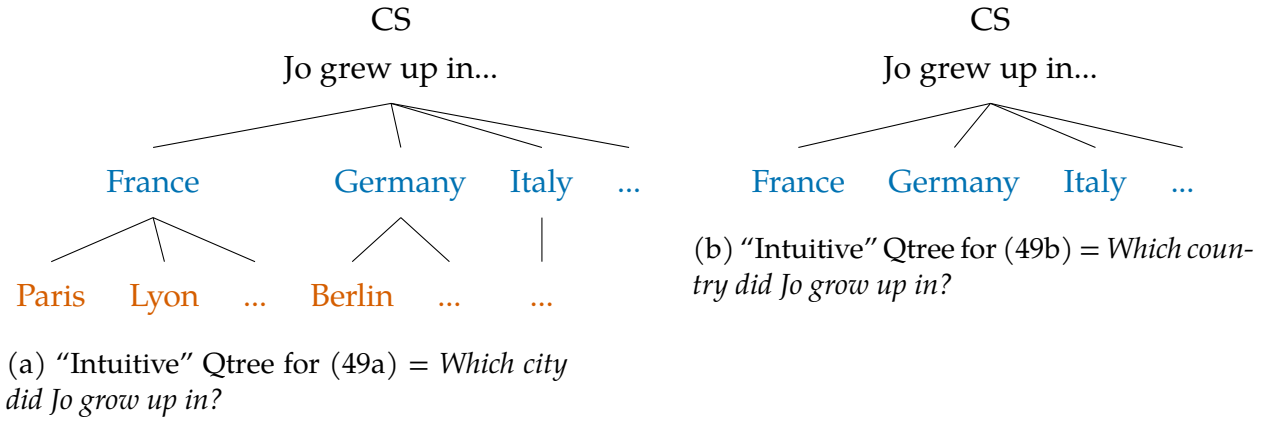 CS
Jo grew up in...
France Germany Italy ...
Paris Lyon ... Berlin ... ...
(a) “Intuitive” Qtree for (49a) = Which city
did Jo grow up in?
CS
Jo grew up in...
France Germany Italy ...
(b) “Intuitive” Qtree for (49b) = Which coun-
try did Jo grow up in?